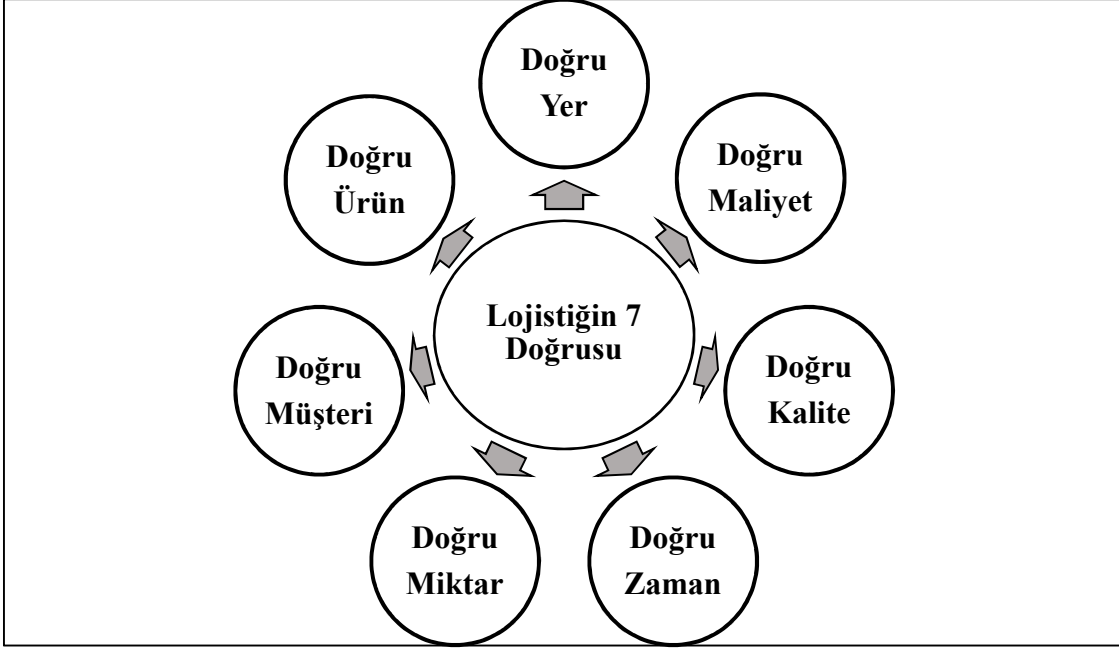 Doğru
Yer
Doğru
Maliyet
Doğru
Kalite
Doğru
Zaman
Doğru
Miktar
Doğru
Müşteri
Doğru
Ürün
Lojistiğin 7
Doğrusu